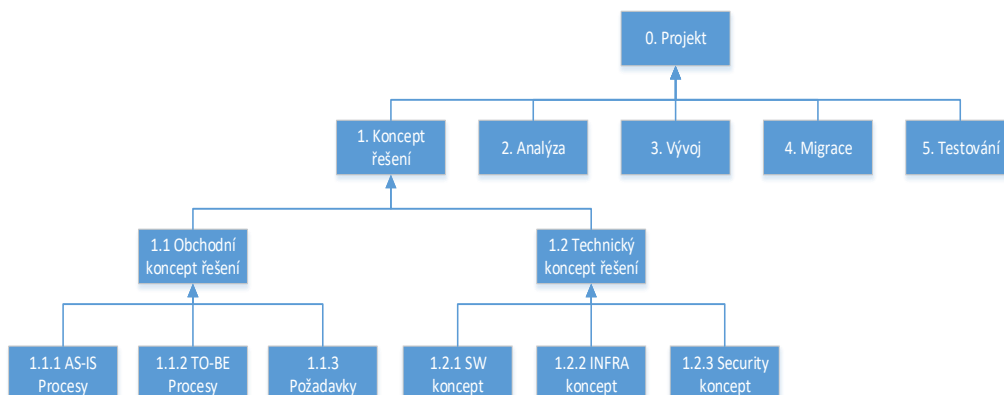 0. Projekt
1. Koncept
řešení
2. Analýza
3. Vývoj
4. Migrace
5. Testování
1.1 Obchodní
koncept řešení
1.2 Technický
koncept řešení
1.1.1 AS-IS
Procesy
1.1.2 TO-BE
Procesy
1.1.3
Požadavky
1.2.1 SW
koncept
1.2.2 INFRA
koncept
1.2.3 Security
koncept